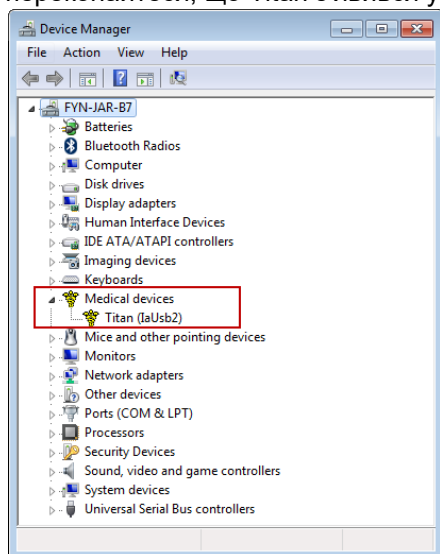 Device Manager
File Action View Help
FYN-JAR-B7
Batteries
Bluetooth Radios
Computer
Disk drives
Display adapters
Human Interface Devices
IDE ATA/ATAPI controllers
Imaging devices
Keyboards
Medical devices
Titan (IaUsb2)
Mice and other pointing devices
Monitors
Network adapters
Other devices
Ports (COM & LPT)
Processors
Security Devices
Sound, video and game controllers
System devices
Universal Serial Bus controllers